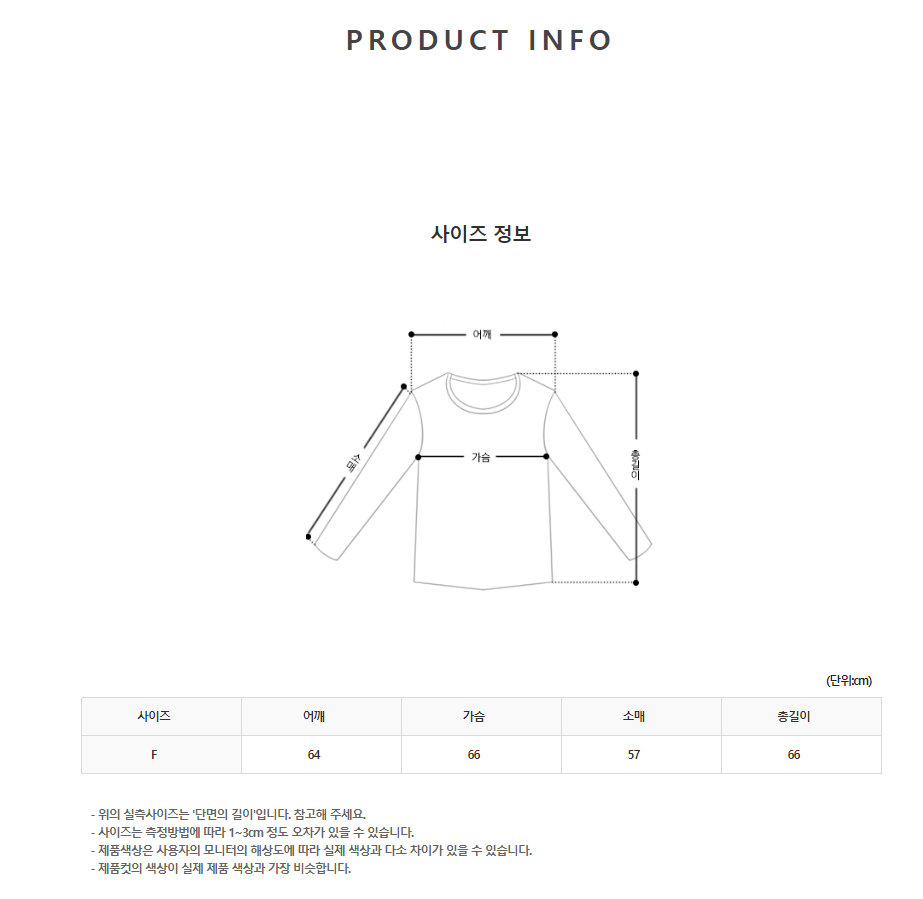 PRODUCT INFO
사이즈 정보
어깨
소매
가슴
총길이
(단위:cm)
사이즈 어깨 가슴 소매 총길이
F 64 66 57 66
- 위의 실측사이즈는 '단면의 길이'입니다. 참고해 주세요.
- 사이즈는 측정방법에 따라 1~3cm 정도 오차가 있을 수 있습니다.
- 제품색상은 사용자의 모니터의 해상도에 따라 실제 색상과 다소 차이가 있을 수 있습니다.
- 제품컷의 색상이 실제 제품 색상과 가장 비슷합니다.